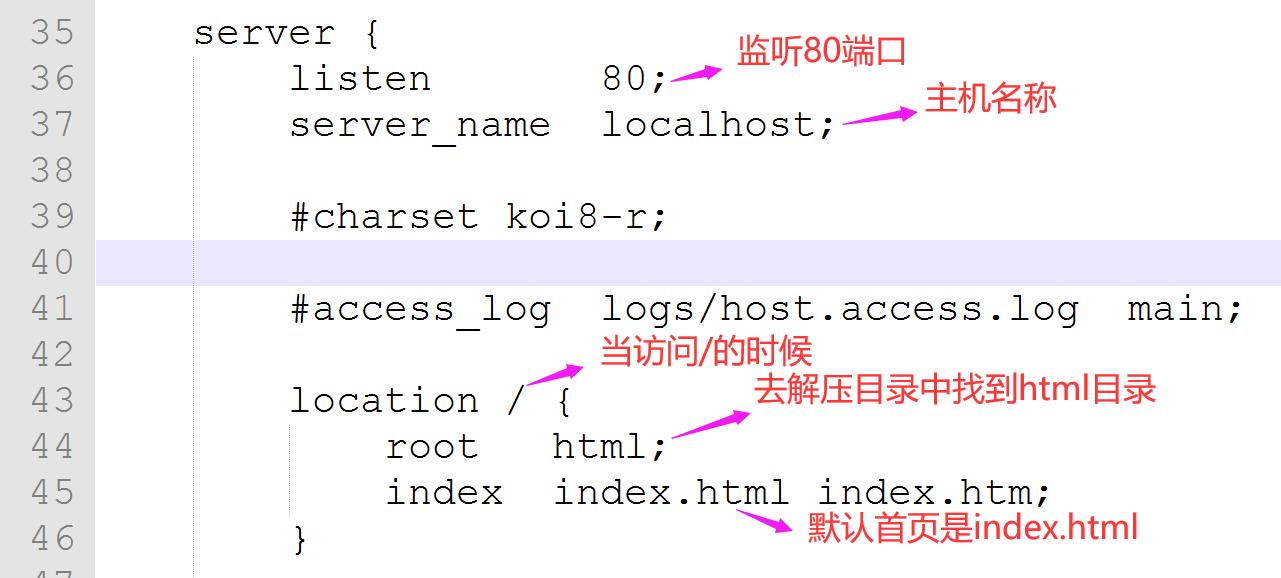 35 server {
监听80端口
36 listen 80;
主机名称
37 server_name localhost;
38
39 #charset koi8-r;
40
41 #access_log logs/host.access.log main;
42
当访问/的时候
43 location / {
去解压目录中找到html目录
44 root html;
45 index index.html index.htm;
默认首页是index.html
46 }